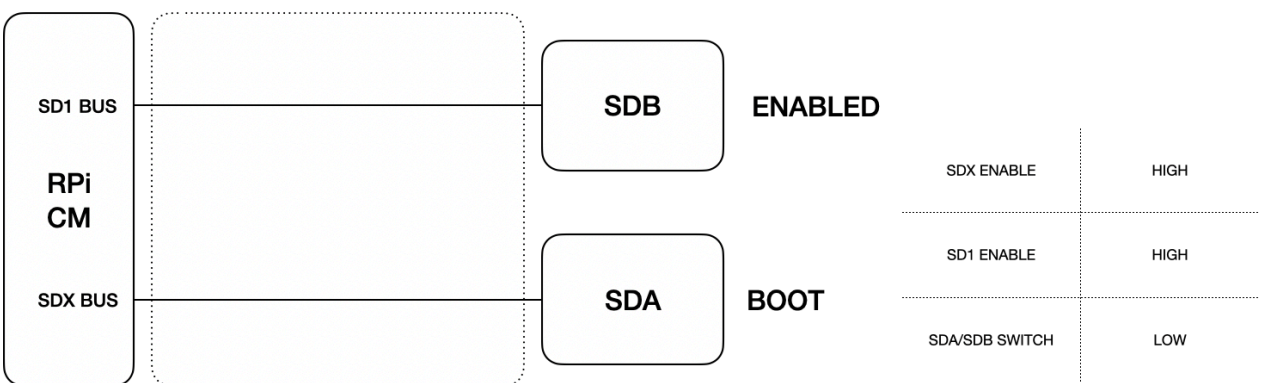 SD1 BUS
RPi
CM
SDX BUS
SDB
ENABLED
SDA
BOOT
SDX ENABLE
HIGH
SD1 ENABLE
HIGH
SDA/SDB SWITCH
LOW